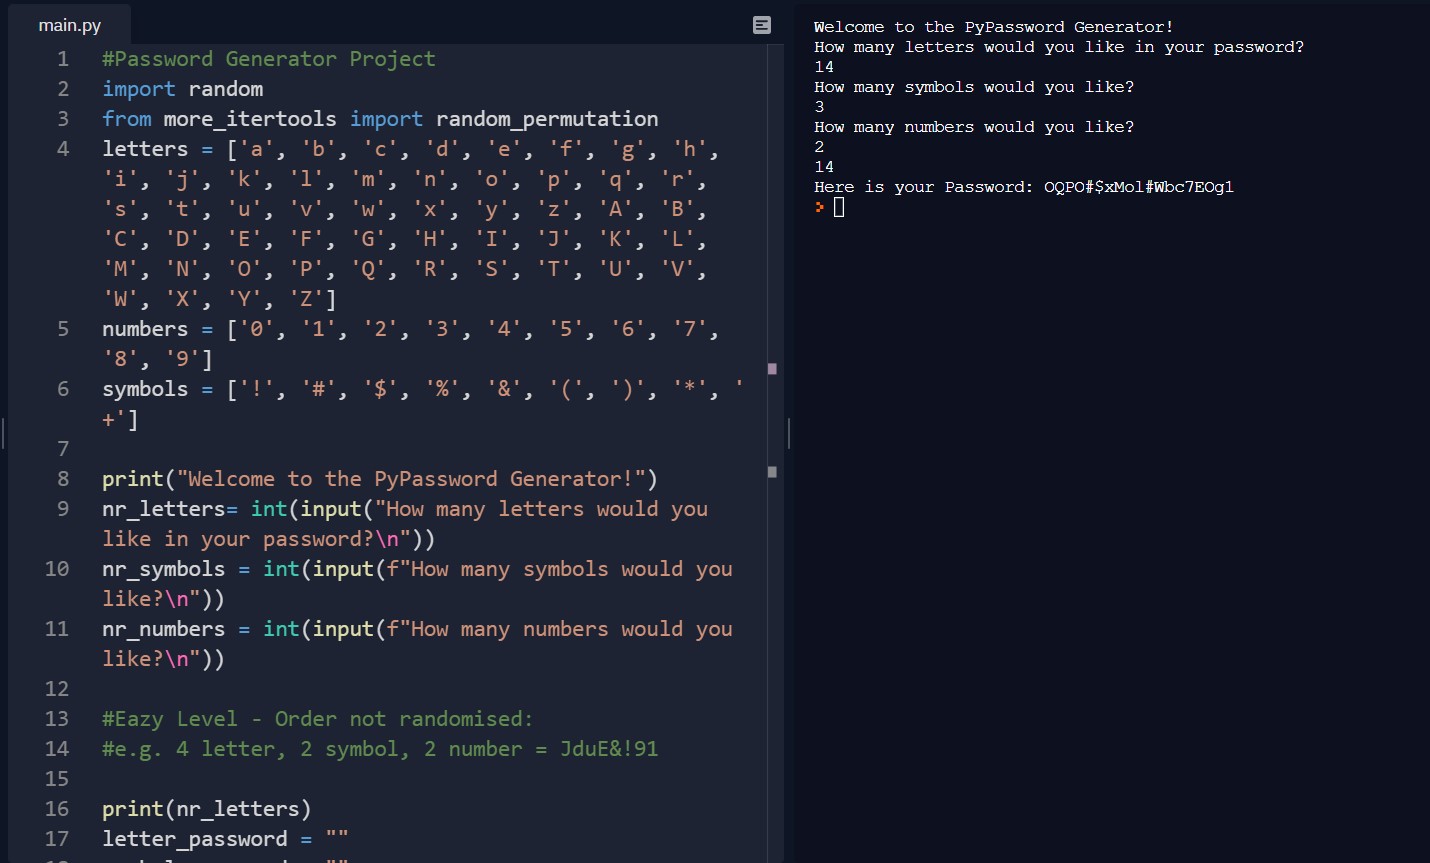 main.py
1 #Password Generator Project
2 import random
3 from more_itertools import random_permutation
4 letters = ['a', 'b', 'c', 'd', 'e', 'f', 'g', 'h',
'i', 'j', 'k', 'l', 'm', 'n', 'o', 'p', 'q', 'r',
's', 't', 'u', 'v', 'w', 'x', 'y', 'z', 'A', 'B',
'C', 'D', 'E', 'F', 'G', 'H', 'I', 'J', 'K', 'L',
'M', 'N', 'O', 'P', 'Q', 'R', 'S', 'T', 'U', 'V',
'W', 'X', 'Y', 'Z']
5 numbers = ['0', '1', '2', '3', '4', '5', '6', '7',
'8', '9']
6 symbols = ['!', '#', '$', '%', '&', '(', ')', '*', '
+']
7
8 print("Welcome to the PyPassword Generator!")
9 nr_letters= int(input("How many letters would you
like in your password?\n"))
10 nr_symbols = int(input(f"How many symbols would you
like?\n"))
11 nr_numbers = int(input(f"How many numbers would you
like?\n"))
12
13 #Eazy Level - Order not randomised:
14 #e.g. 4 letter, 2 symbol, 2 number = JduE&!91
15
16 print(nr_letters)
17 letter_password = ""
Welcome to the PyPassword Generator!
How many letters would you like in your password?
14
How many symbols would you like?
3
How many numbers would you like?
2
14
Here is your Password: OQPO#$xMol#Wbc7EOg1
>